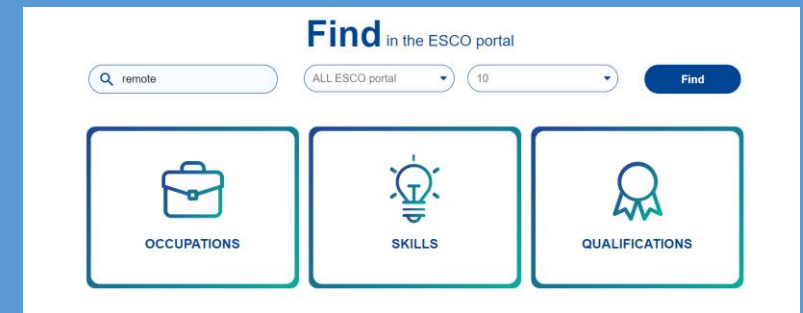 Find in the ESCO portal
remote ALL ESCO portal 10 Find
OCCUPATIONS SKILLS QUALIFICATIONS